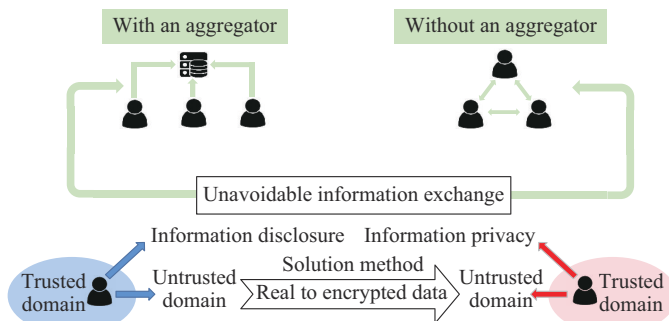 With an aggregator
Without an aggregator
Unavoidable information exchange
Information disclosure
Information privacy
Trusted
domain
Untrusted
domain
Solution method
Real to encrypted data
Untrusted
domain
Trusted
domain